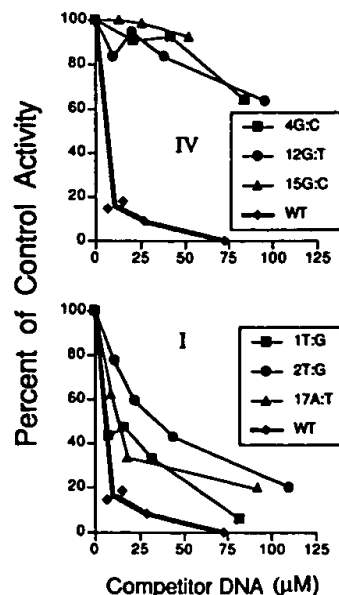 Percent of Control Activity
100
80
60
40
20
0
IV
4G:C
12G:T
15G:C
WT
0 25 50 75 100 125
100
80
60
40
20
0
I
1T:G
2T:G
17A:T
WT
0 25 50 75 100 125
Competitor DNA (μM)